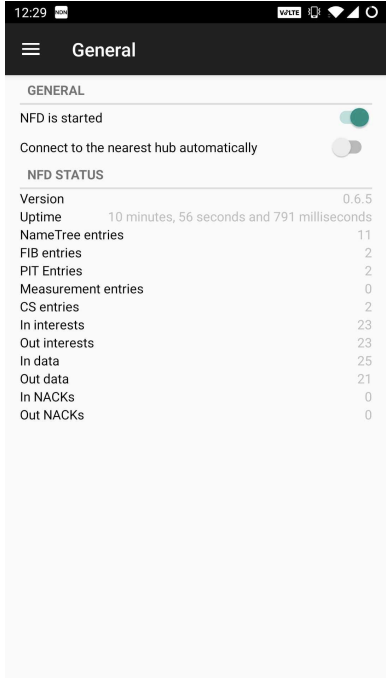 12:29 NDN VoLTE
General
GENERAL
NFD is started
Connect to the nearest hub automatically
NFD STATUS
Version 0.6.5
Uptime 10 minutes, 56 seconds and 791 milliseconds
NameTree entries 11
FIB entries 2
PIT Entries 2
Measurement entries 0
CS entries 2
In interests 23
Out interests 23
In data 25
Out data 21
In NACKs 0
Out NACKs 0